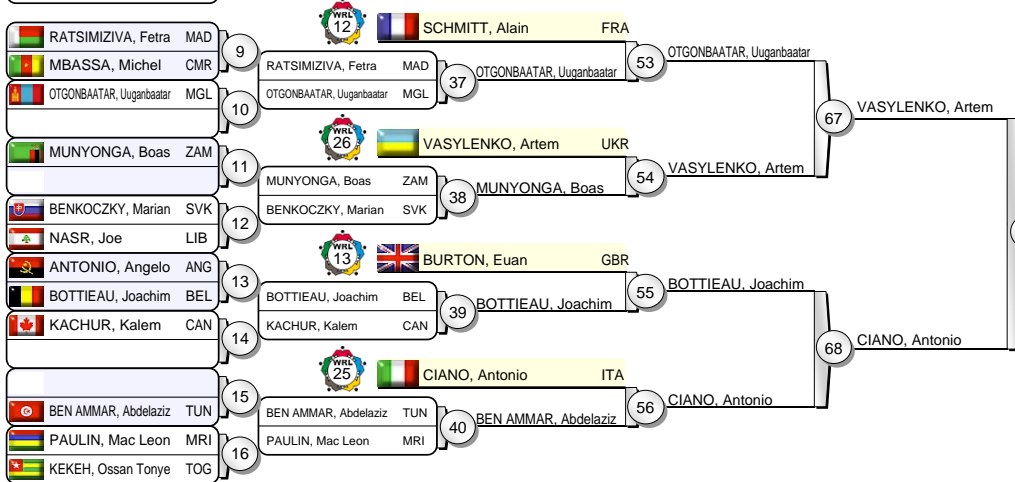 RATSIMIZIVA, Fetra MAD
MBASSA, Michel CMR
9
OTGONBAATAR, Uuganbaatar MGL
10
MUNYONGA, Boas ZAM
11
BENKOCZKY, Marian SVK
NASR, Joe LIB
12
ANTONIO, Angelo ANG
BOTTIEAU, Joachim BEL
13
KACHUR, Kalem CAN
14
BEN AMMAR, Abdelaziz TUN
15
PAULIN, Mac Leon MRI
KEKEH, Ossan Tonye TOG
16
WRL
12
SCHMITT, Alain FRA
RATSIMIZIVA, Fetra MAD
OTGONBAATAR, Uuganbaatar MGL
37
OTGONBAATAR, Uuganbaatar
53
WRL
26
VASYLENKO, Artem UKR
MUNYONGA, Boas ZAM
BENKOCZKY, Marian SVK
38
MUNYONGA, Boas
54
WRL
13
BURTON, Euan GBR
BOTTIEAU, Joachim BEL
KACHUR, Kalem CAN
39
BOTTIEAU, Joachim
55
WRL
25
CIANO, Antonio ITA
BEN AMMAR, Abdelaziz TUN
PAULIN, Mac Leon MRI
40
BEN AMMAR, Abdelaziz
56
OTGONBAATAR, Uuganbaatar
VASYLENKO, Artem
67
BOTTIEAU, Joachim
CIANO, Antonio
68
VASYLENKO, Artem
CIANO, Antonio